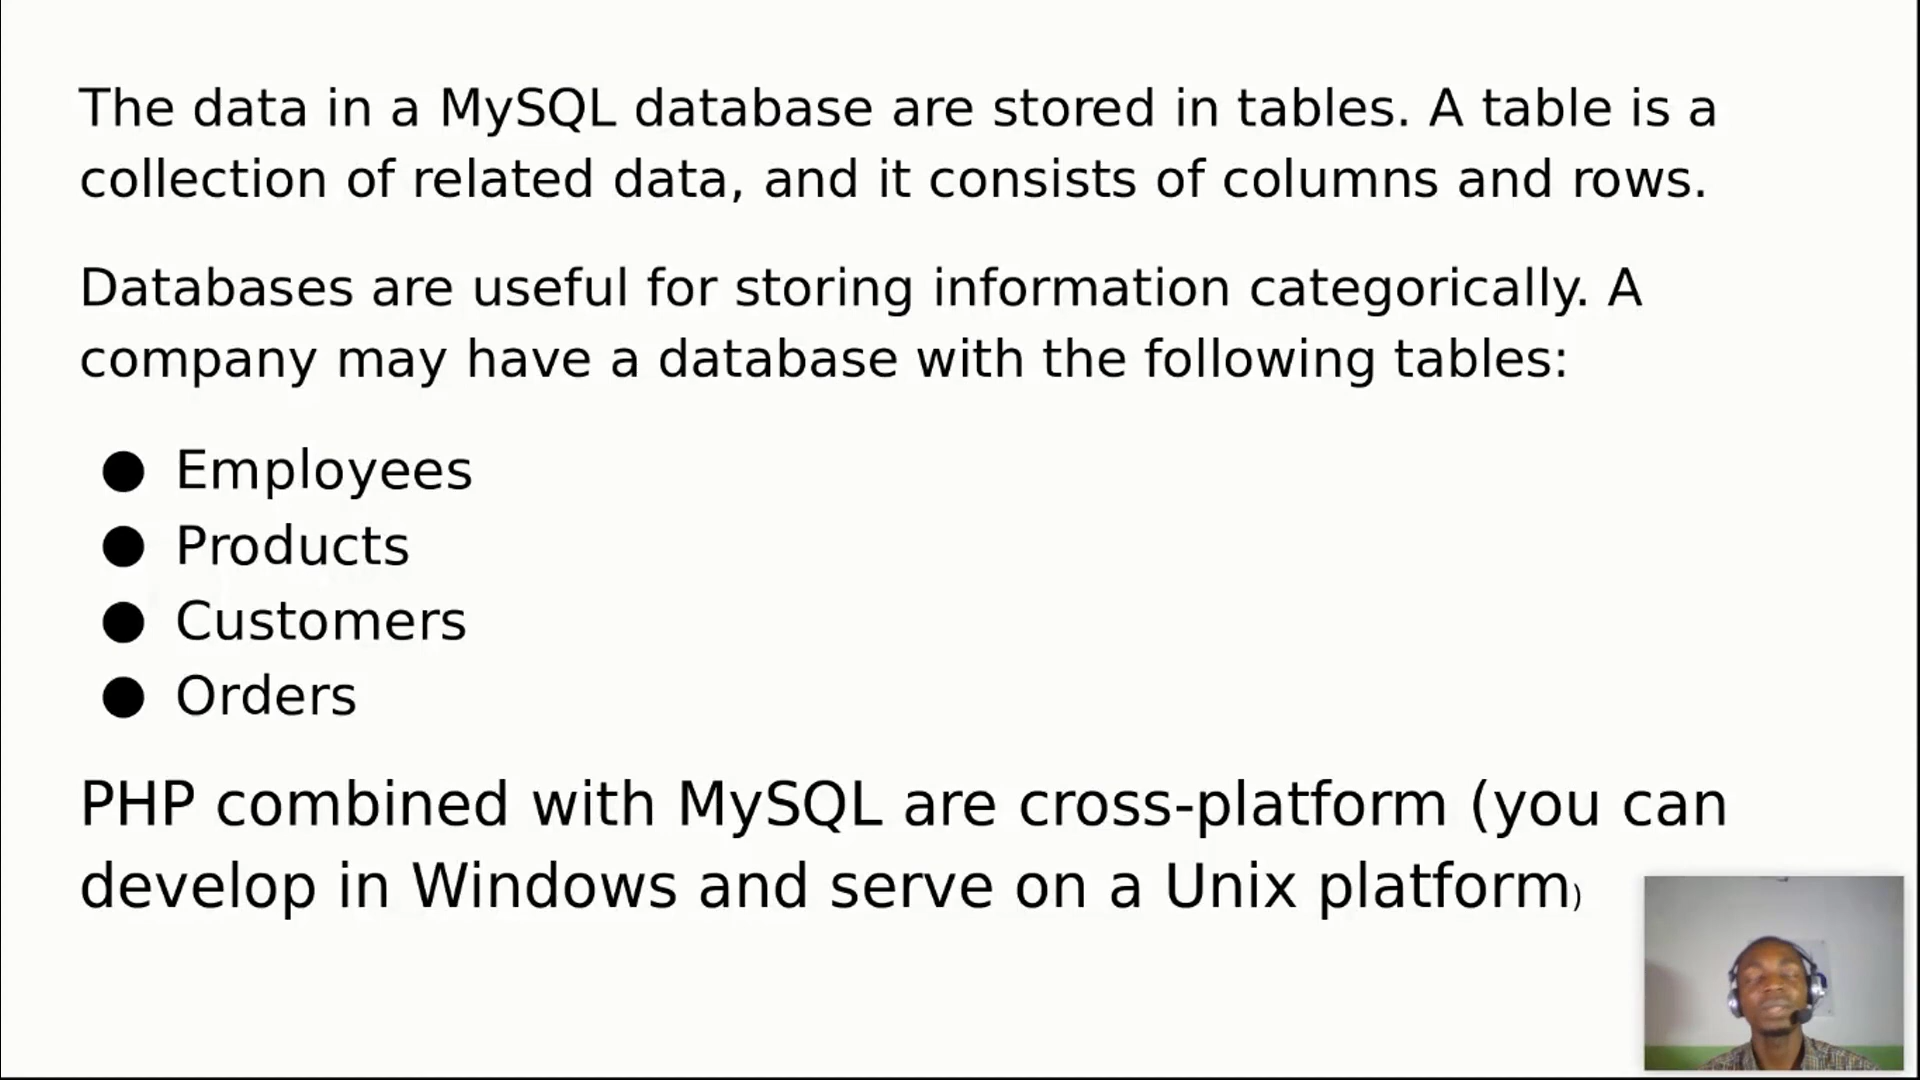 The data in a MySQL database are stored in tables. A table is a
collection of related data, and it consists of columns and rows.
Databases are useful for storing information categorically. A
company may have a database with the following tables:
● Employees
● Products
● Customers
● Orders
PHP combined with MySQL are cross-platform (you can
develop in Windows and serve on a Unix platform)